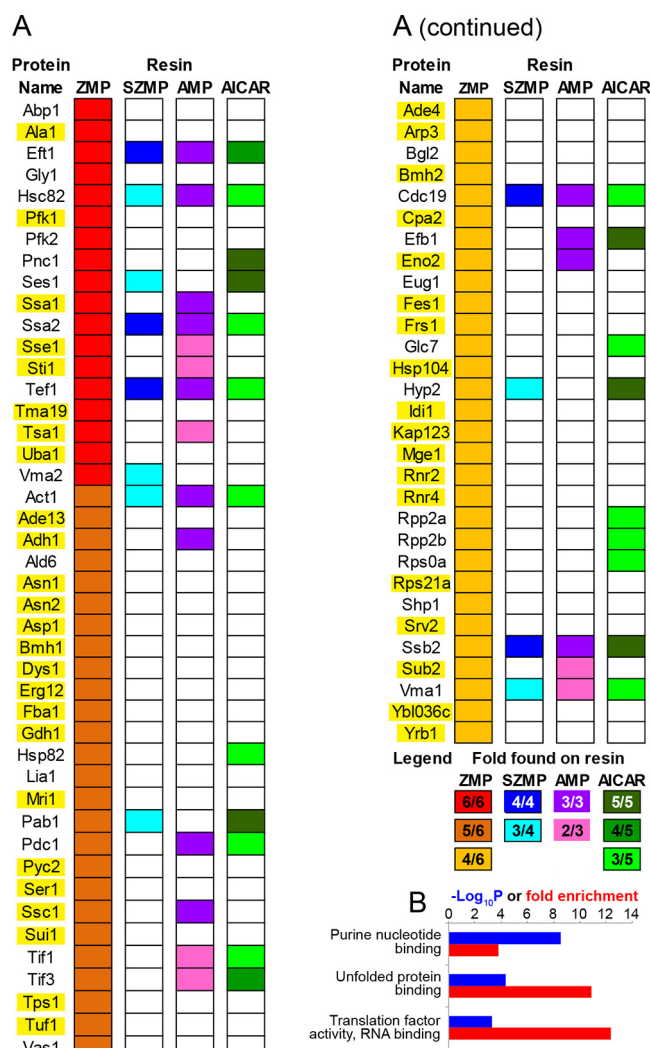 A
Protein Resin
Name ZMP SZMP AMP AICAR
Abp1
Ala1
Eft1
Gly1
Hsc82
Pfk1
Pfk2
Pnc1
Ses1
Ssa1
Ssa2
Sse1
Sti1
Tef1
Tma19
Tsa1
Uba1
Vma2
Act1
Ade13
Adh1
Ald6
Asn1
Asn2
Asp1
Bmh1
Dys1
Erg12
Fba1
Gdh1
Hsp82
Lia1
Mri1
Pab1
Pdc1
Pyc2
Ser1
Ssc1
Sui1
Tif1
Tif3
Tps1
Tuf1
Vas1
A (continued)
Protein Resin
Name ZMP SZMP AMP AICAR
Ade4
Arp3
Bgl2
Bmh2
Cdc19
Cpa2
Efb1
Eno2
Eug1
Fes1
Frs1
Glc7
Hsp104
Hyp2
Idi1
Kap123
Mge1
Rnr2
Rnr4
Rpp2a
Rpp2b
Rps0a
Rps21a
Shp1
Srv2
Ssb2
Sub2
Vma1
Ybl036c
Yrb1
Legend Fold found on resin
ZMP SZMP AMP AICAR
6/6 4/4 3/3 5/5
5/6 3/4 2/3 4/5
4/6 3/5
B
-Log10P or fold enrichment
0 2 4 6 8 10 12 14
Purine nucleotide
binding
Unfolded protein
binding
Translation factor
activity, RNA binding